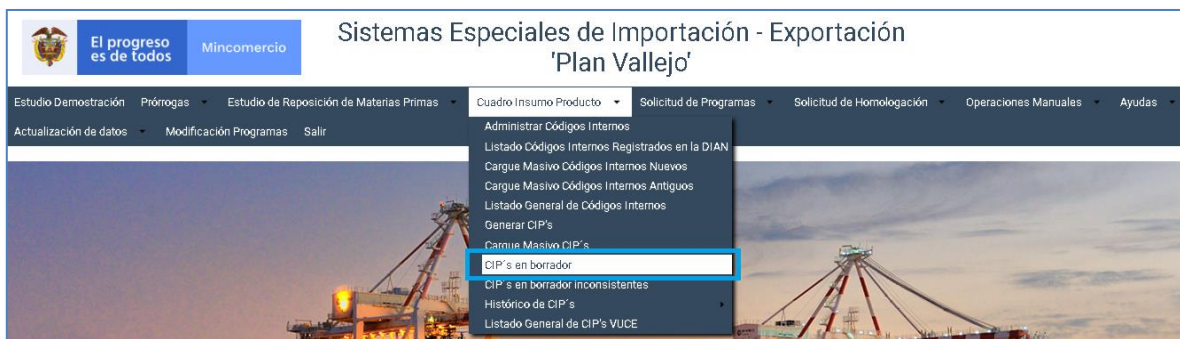 El progreso
es de todos
Mincomercio
Sistemas Especiales de Importación - Exportación
'Plan Vallejo'
Estudio Demostración Prórrogas Estudio de Reposición de Materias Primas Cuadro Insumo Producto Solicitud de Programas Solicitud de Homologación Operaciones Manuales Ayudas
Actualización de datos Modificación Programas Salir
Administrar Códigos Internos
Listado Códigos Internos Registrados en la DIAN
Cargue Masivo Códigos Internos Nuevos
Cargue Masivo Códigos Internos Antiguos
Listado General de Códigos Internos
Generar CIP's
Cargue Masivo CIP´s
CIP´s en borrador
CIP´s en borrador inconsistentes
Histórico de CIP´s
Listado General de CIP's VUCE